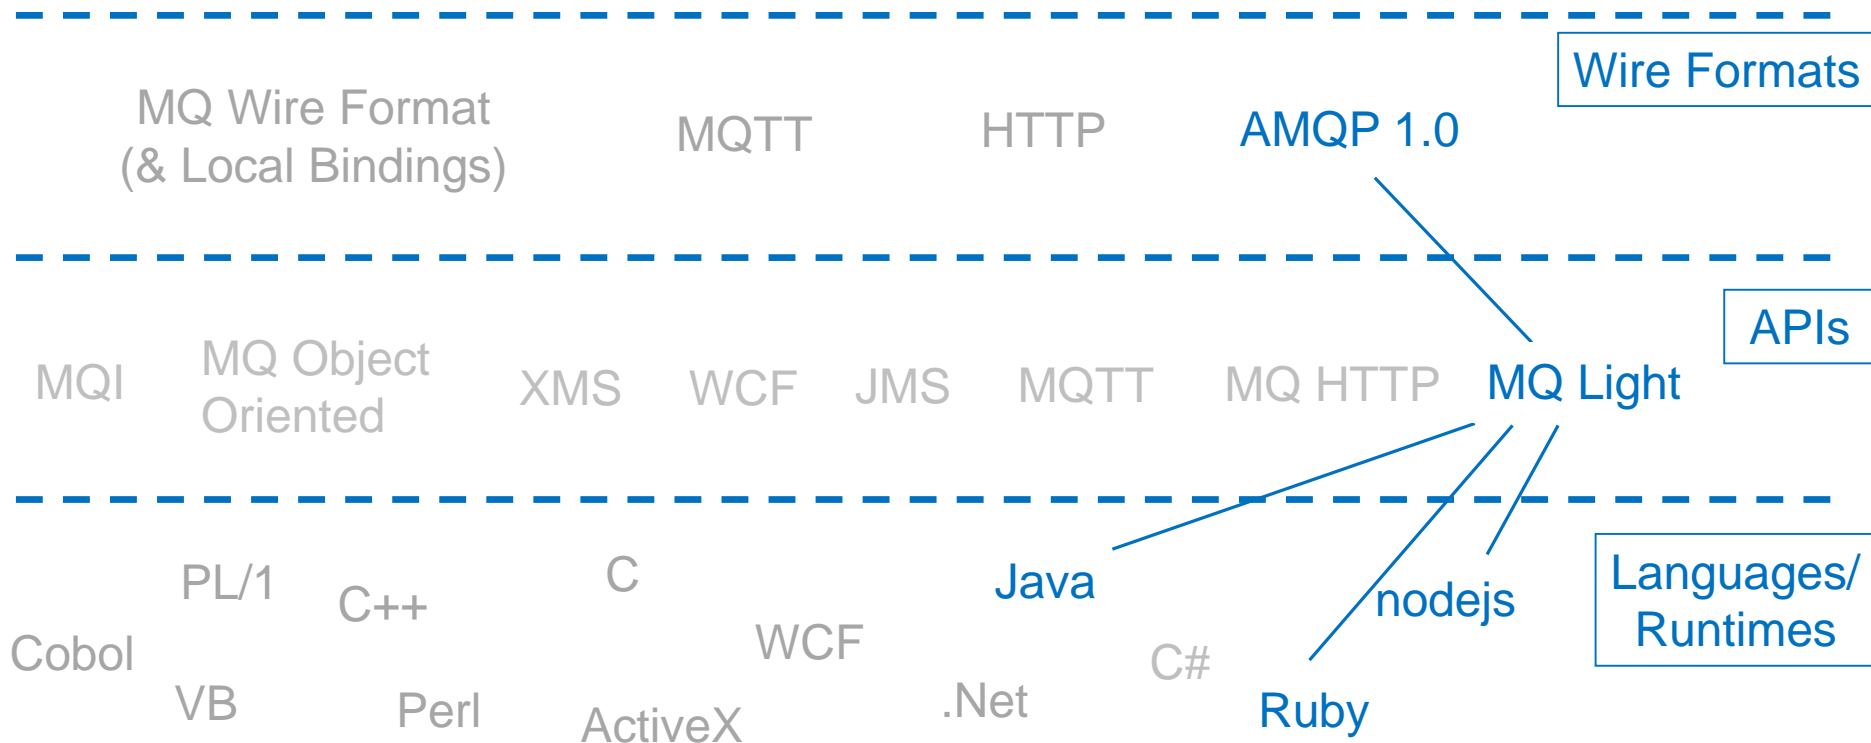 Wire Formats
MQ Wire Format
(& Local Bindings)
MQTT
HTTP
AMQP 1.0
APIs
MQI
MQ Object
Oriented
XMS
WCF
JMS
MQTT
MQ HTTP
MQ Light
Languages/
Runtimes
PL/1
C++
C
Java
nodejs
Cobol
WCF
C#
VB
Perl
ActiveX
.Net
Ruby